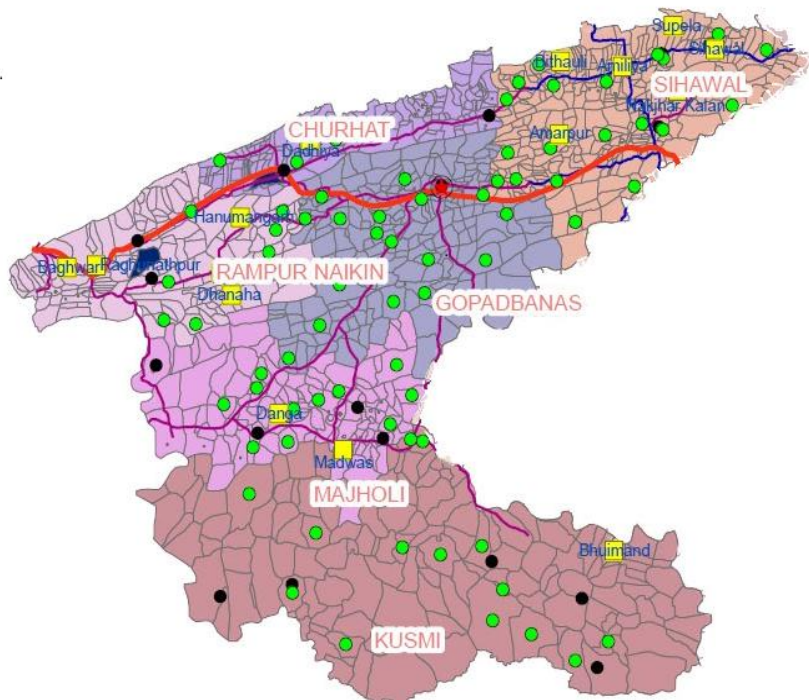 Supela
Sihawal
Bithauli
Amiliya
SIHAWAL
Nakihar Kalan
Amarpur
CHURHAT
Dadhiya
Hanumangarh
Baghwar
Raghunathpur
RAMPUR NAIKIN
Dhanaha
GOPADBANAS
Danga
Madwas
MAJHOLI
Bhuimand
KUSMI